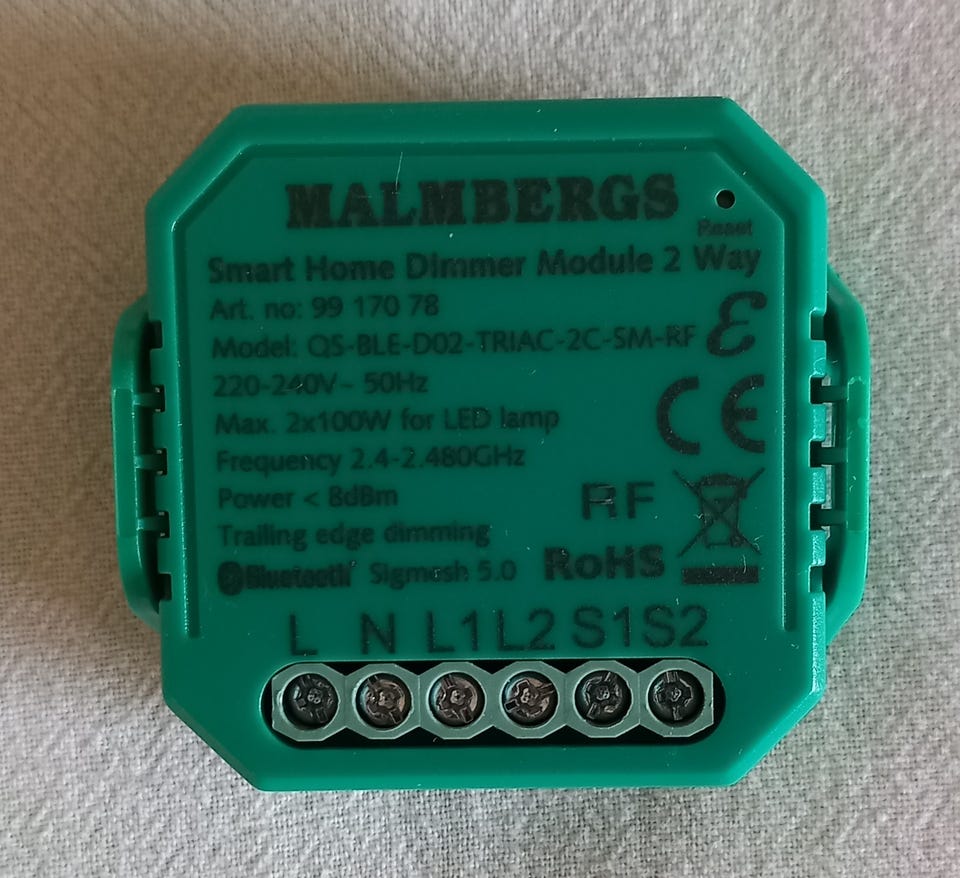 MALMBERGS
Reset
Smart Home Dimmer Module 2 Way
Art. no: 99 170 78
Model: QS-BLE-D02-TRIAC-2C-SM-RF
220-240V~ 50Hz
Max. 2x100W for LED lamp
Frequency 2.4-2.480GHz
Power < 8dBm
Trailing edge dimming
Bluetooth Sigmesh 5.0
CE
RF
RoHS
L N L1 L2 S1 S2